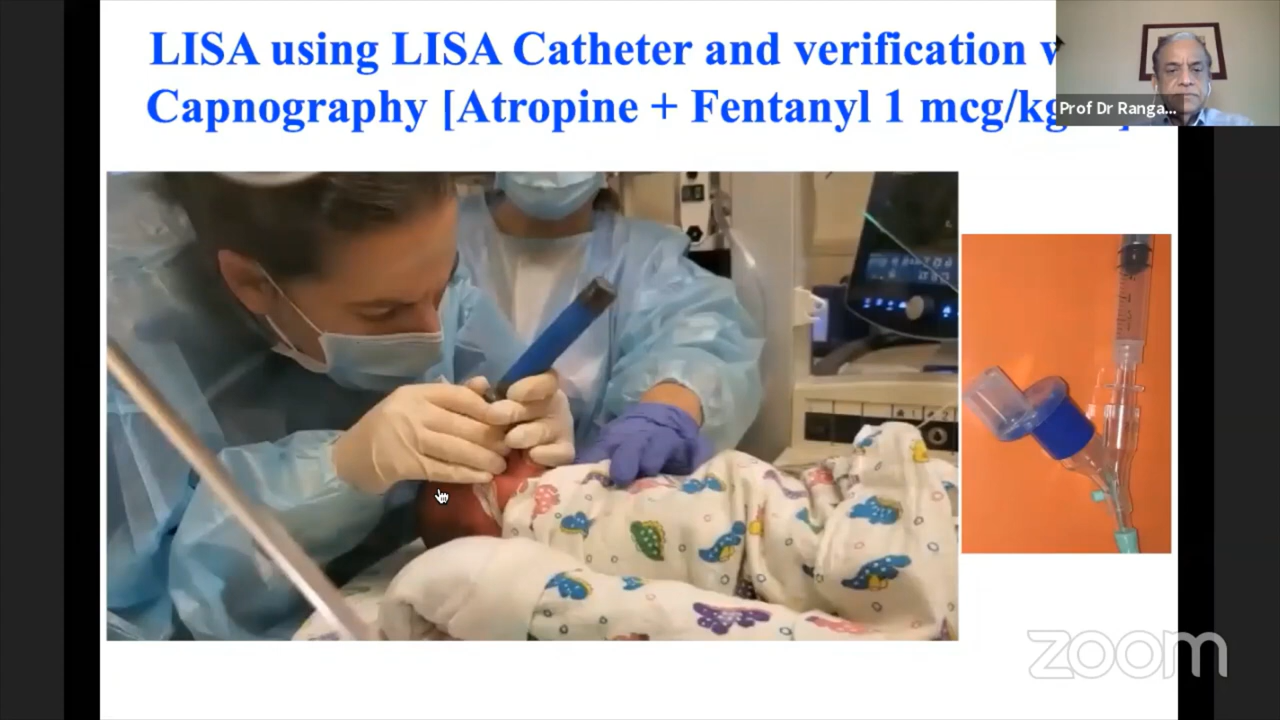 LISA using LISA Catheter and verification
Capnography [Atropine + Fentanyl 1 mcg/kg
Prof Dr Ranga...
zoom